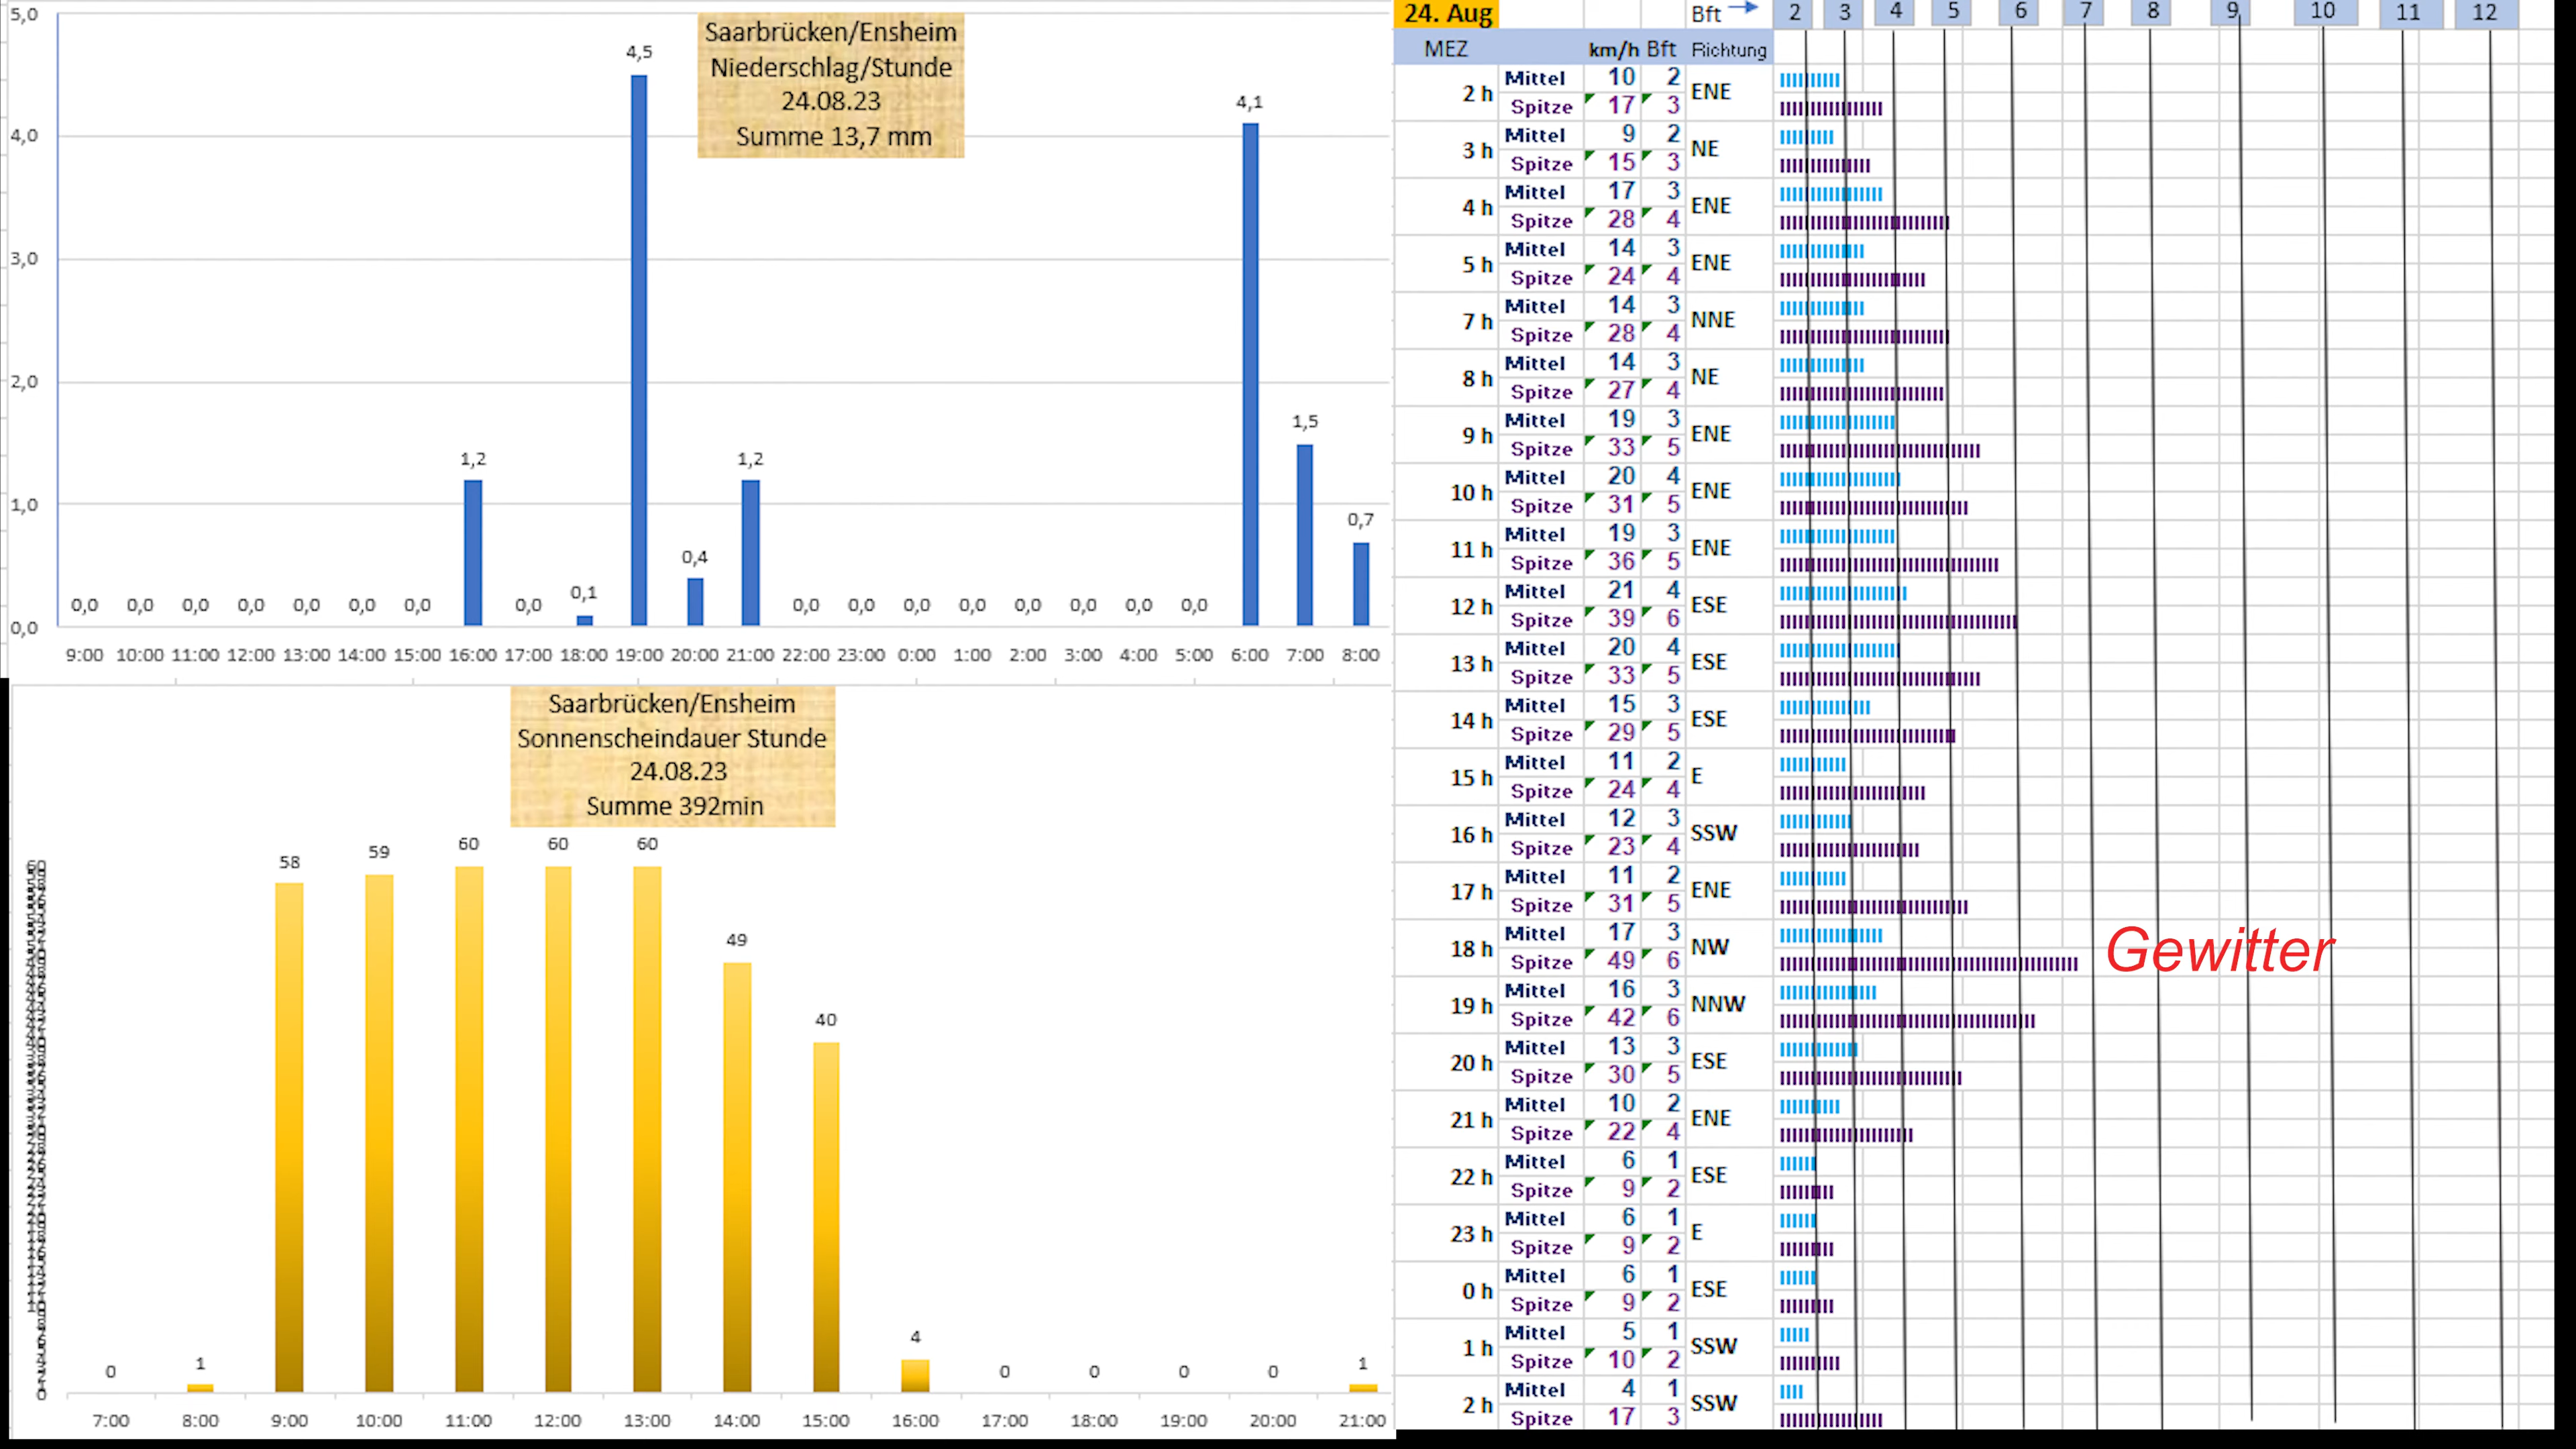 5,0
4,0
3,0
2,0
1,0
0,0
Saarbrücken/Ensheim
Niederschlag/Stunde
24.08.23
Summe 13,7 mm
0,0 0,0 0,0 0,0 0,0 0,0 0,0 1,2 0,0 0,1 4,5 0,4 1,2 0,0 0,0 0,0 0,0 0,0 0,0 0,0 0,0 4,1 1,5 0,7
9:00 10:00 11:00 12:00 13:00 14:00 15:00 16:00 17:00 18:00 19:00 20:00 21:00 22:00 23:00 0:00 1:00 2:00 3:00 4:00 5:00 6:00 7:00 8:00
Saarbrücken/Ensheim
Sonnenscheindauer Stunde
24.08.23
Summe 392min
60
0
0 1 58 59 60 60 60 49 40 4 0 0 0 0 1
7:00 8:00 9:00 10:00 11:00 12:00 13:00 14:00 15:00 16:00 17:00 18:00 19:00 20:00 21:00
24. Aug Bft 2 3 4 5 6 7 8 9 10 11 12
MEZ km/h Bft Richtung
2 h Mittel 10 2 ENE
Spitze 17 3
3 h Mittel 9 2 NE
Spitze 15 3
4 h Mittel 17 3 ENE
Spitze 28 4
5 h Mittel 14 3 ENE
Spitze 24 4
7 h Mittel 14 3 NNE
Spitze 28 4
8 h Mittel 14 3 NE
Spitze 27 4
9 h Mittel 19 3 ENE
Spitze 33 5
10 h Mittel 20 4 ENE
Spitze 31 5
11 h Mittel 19 3 ENE
Spitze 36 5
12 h Mittel 21 4 ESE
Spitze 39 6
13 h Mittel 20 4 ESE
Spitze 33 5
14 h Mittel 15 3 ESE
Spitze 29 5
15 h Mittel 11 2 E
Spitze 24 4
16 h Mittel 12 3 SSW
Spitze 23 4
17 h Mittel 11 2 ENE
Spitze 31 5
18 h Mittel 17 3 NW
Spitze 49 6
Gewitter
19 h Mittel 16 3 NNW
Spitze 42 6
20 h Mittel 13 3 ESE
Spitze 30 5
21 h Mittel 10 2 ENE
Spitze 22 4
22 h Mittel 6 1 ESE
Spitze 9 2
23 h Mittel 6 1 E
Spitze 9 2
0 h Mittel 6 1 ESE
Spitze 9 2
1 h Mittel 5 1 SSW
Spitze 10 2
2 h Mittel 4 1 SSW
Spitze 17 3